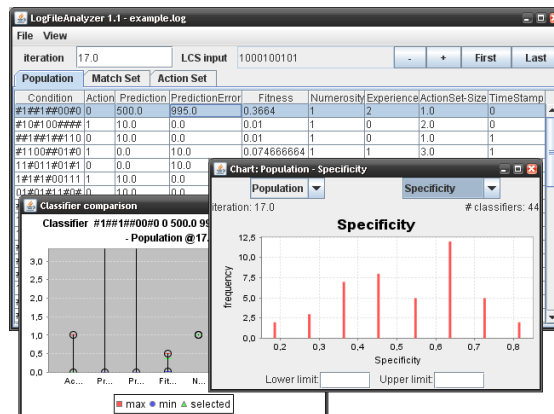 LogFileAnalyzer 1.1 - example.log
File View
iteration 17.0 LCS input 1000100101 - + First Last
Population Match Set Action Set
Condition Action Prediction PredictionError Fitness Numerosity Experience ActionSet-Size TimeStamp
#1##1##00#0 0 500.0 995.0 0.3664 1 2 1.0 0
#10#100#### 1 10.0 0.0 0.01 1 0 2.0 0
##1##1##110 0 10.0 0.0 0.01 1 0 1.0 1
#1100##01#0 1 0.0 10.0 0.074666664 1 1 3.0 1
11#011#01#1 0 10.0
1#1#1#00111 1 10.0 0.0
01#01#11#0# 0 10.0
Chart: Population - Specificity
Population Specificity
iteration: 17.0 # classifiers: 44
Specificity
frequency
12,5
10,0
7,5
5,0
2,5
0,0
0,2 0,3 0,4 0,5 0,6 0,7 0,8
Specificity
Lower limit: Upper limit:
Classifier comparison
Classifier #1##1##00#0 0 500.0
- Population @17.
3,0
2,5
2,0
1,5
1,0
0,5
0,0
Ac... Pr... Pr... Fit... N...
max min selected